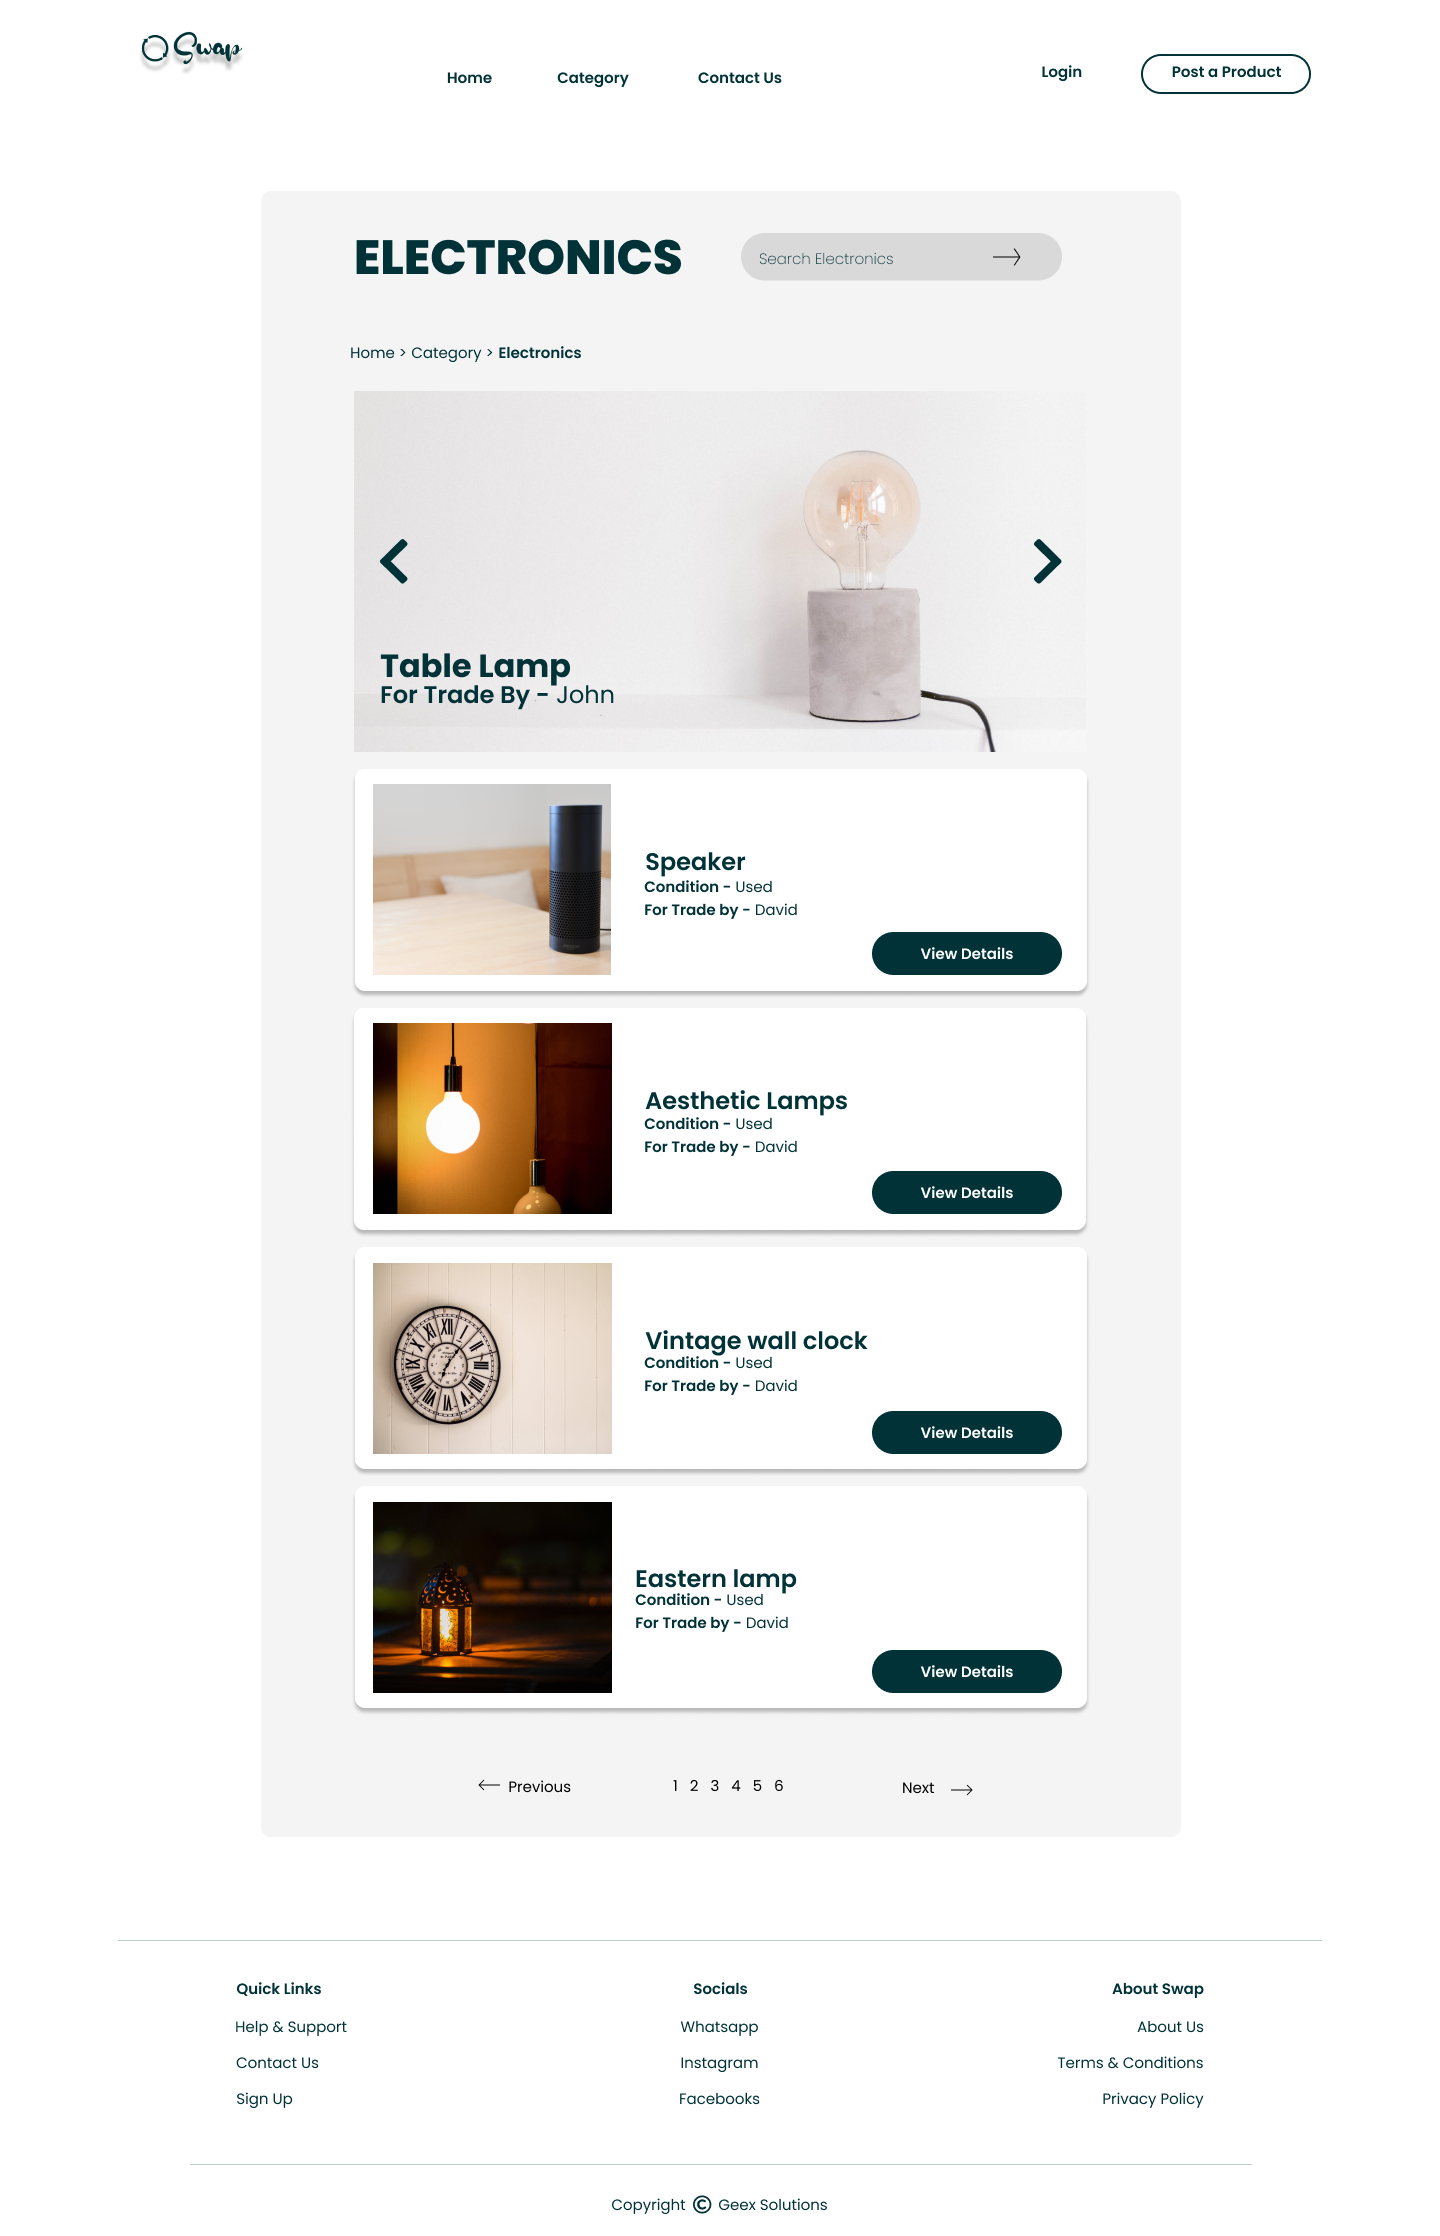 Swap
Home
Category
Contact Us
Login
Post a Product
ELECTRONICS
Search Electronics
Home > Category > Electronics
Table Lamp
For Trade By - John
Speaker
Condition - Used
For Trade by - David
View Details
Aesthetic Lamps
Condition - Used
For Trade by - David
View Details
Vintage wall clock
Condition - Used
For Trade by - David
View Details
Eastern lamp
Condition - Used
For Trade by - David
View Details
Previous
1 2 3 4 5 6
Next
Quick Links
Help & Support
Contact Us
Sign Up
Socials
Whatsapp
Instagram
Facebooks
About Swap
About Us
Terms & Conditions
Privacy Policy
Copyright © Geex Solutions